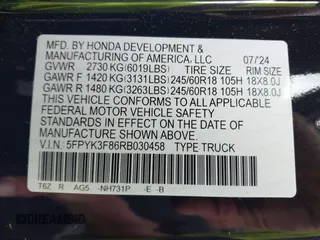 MFD. BY HONDA DEVELOPMENT &
MANUFACTURING OF AMERICA, LLC 07/24
GVWR 2730 KG(6019LBS) TIRE SIZE RIM SIZE
GAWR F 1420 KG(3131LBS)245/60R18 105H 18X8.0J
GAWR R 1480 KG(3263LBS)245/60R18 105H 18X8.0J
THIS VEHICLE CONFORMS TO ALL APPLICABLE
FEDERAL MOTOR VEHICLE SAFETY
STANDARDS IN EFFECT ON THE DATE OF
MANUFACTURE SHOWN ABOVE.
V.I.N. 5FPYK3F86RB030458 TYPE TRUCK
T6Z R AG5 -NH731P -E -B
DREAMBID